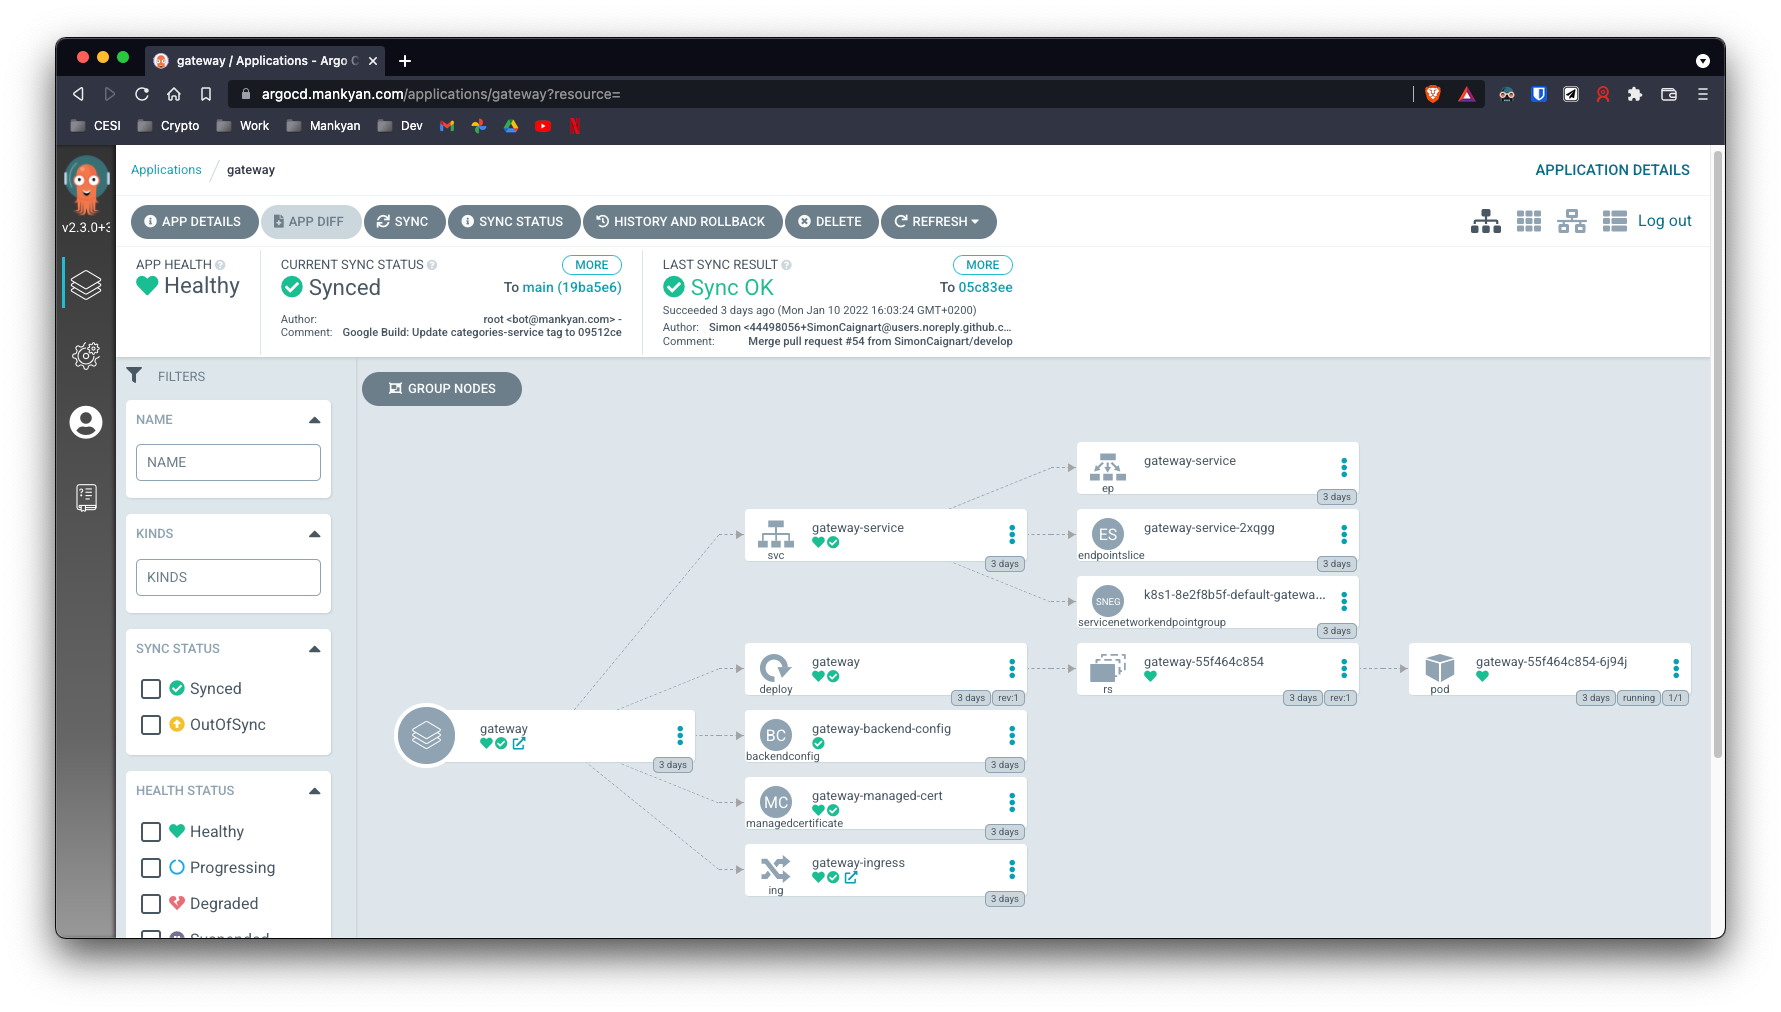 gateway / Applications - Argo C
argocd.mankyan.com/applications/gateway?resource=
CESI Crypto Work Mankyan Dev
v2.3.0+3
Applications / gateway
APPLICATION DETAILS
APP DETAILS APP DIFF SYNC SYNC STATUS HISTORY AND ROLLBACK DELETE REFRESH
Log out
APP HEALTH
Healthy
CURRENT SYNC STATUS MORE
Synced To main (19ba5e6)
Author: root <bot@mankyan.com> -
Comment: Google Build: Update categories-service tag to 09512ce
LAST SYNC RESULT MORE
Sync OK To 05c83ee
Succeeded 3 days ago (Mon Jan 10 2022 16:03:24 GMT+0200)
Author: Simon <44498056+SimonCaignart@users.noreply.github.c...
Comment: Merge pull request #54 from SimonCaignart/develop
FILTERS
NAME
NAME
KINDS
KINDS
SYNC STATUS
Synced
OutOfSync
HEALTH STATUS
Healthy
Progressing
Degraded
Suspended
GROUP NODES
gateway
3 days
gateway-service
svc
3 days
gateway
deploy
3 days rev:1
BC
gateway-backend-config
backendconfig
3 days
MC
gateway-managed-cert
managedcertificate
3 days
gateway-ingress
ing
3 days
gateway-service
ep
3 days
ES
gateway-service-2xqgg
endpointslice
3 days
SNEG
k8s1-8e2f8b5f-default-gatewa...
servicenetworkendpointgroup
3 days
gateway-55f464c854
rs
3 days rev:1
gateway-55f464c854-6j94j
pod
3 days running 1/1